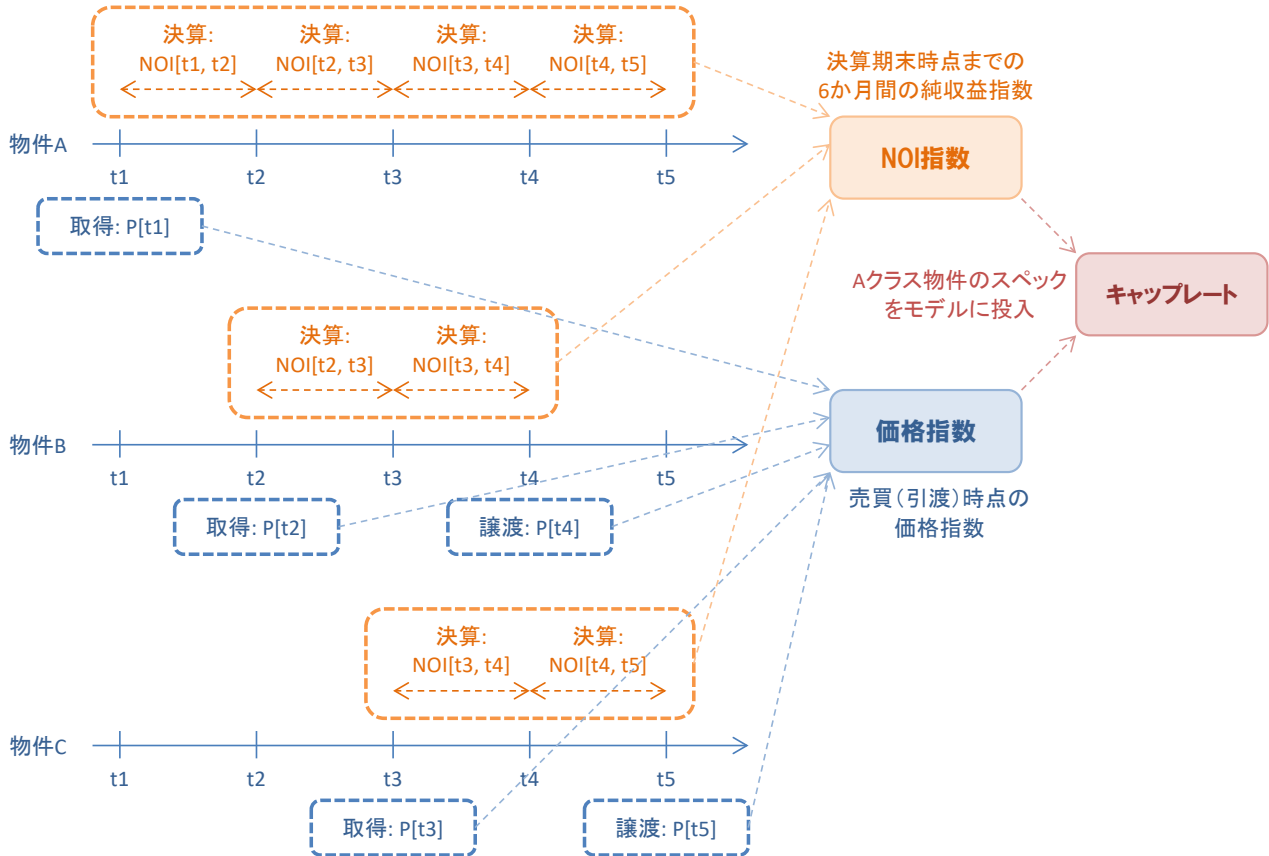 決算:
NOI[t1, t2]
決算:
NOI[t2, t3]
決算:
NOI[t3, t4]
決算:
NOI[t4, t5]
物件A
t1
t2
t3
t4
t5
取得: P[t1]
決算:
NOI[t2, t3]
決算:
NOI[t3, t4]
物件B
t1
t2
t3
t4
t5
取得: P[t2]
譲渡: P[t4]
決算:
NOI[t3, t4]
決算:
NOI[t4, t5]
物件C
t1
t2
t3
t4
t5
取得: P[t3]
譲渡: P[t5]
決算期末時点までの
6か月間の純収益指数
NOI指数
Aクラス物件のスペック
をモデルに投入
キャップレート
価格指数
売買(引渡)時点の
価格指数